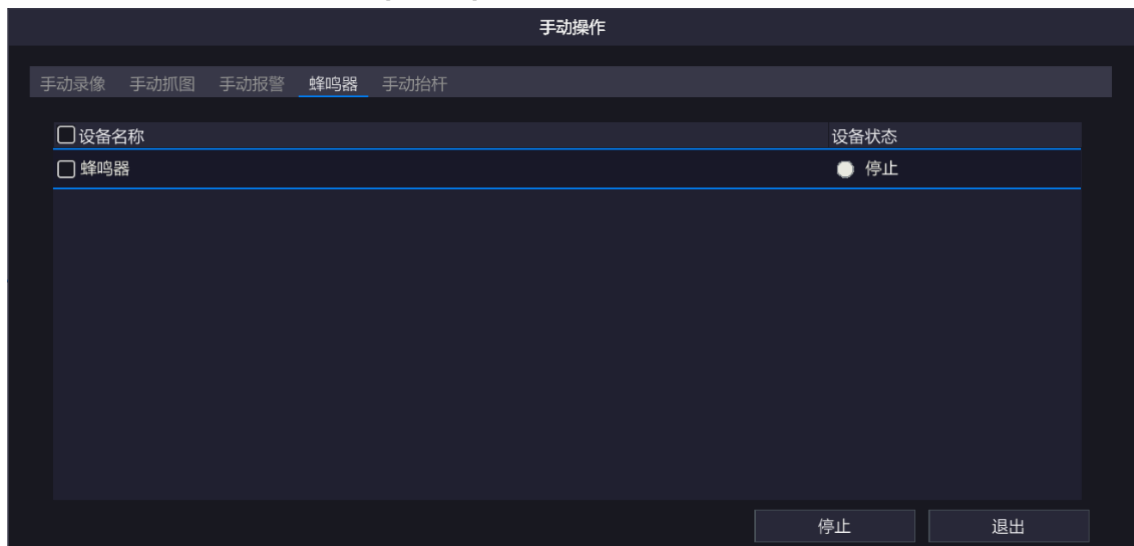 手动操作
手动录像 手动抓图 手动报警 蜂鸣器 手动抬杆
设备名称 设备状态
蜂鸣器 停止
停止 退出